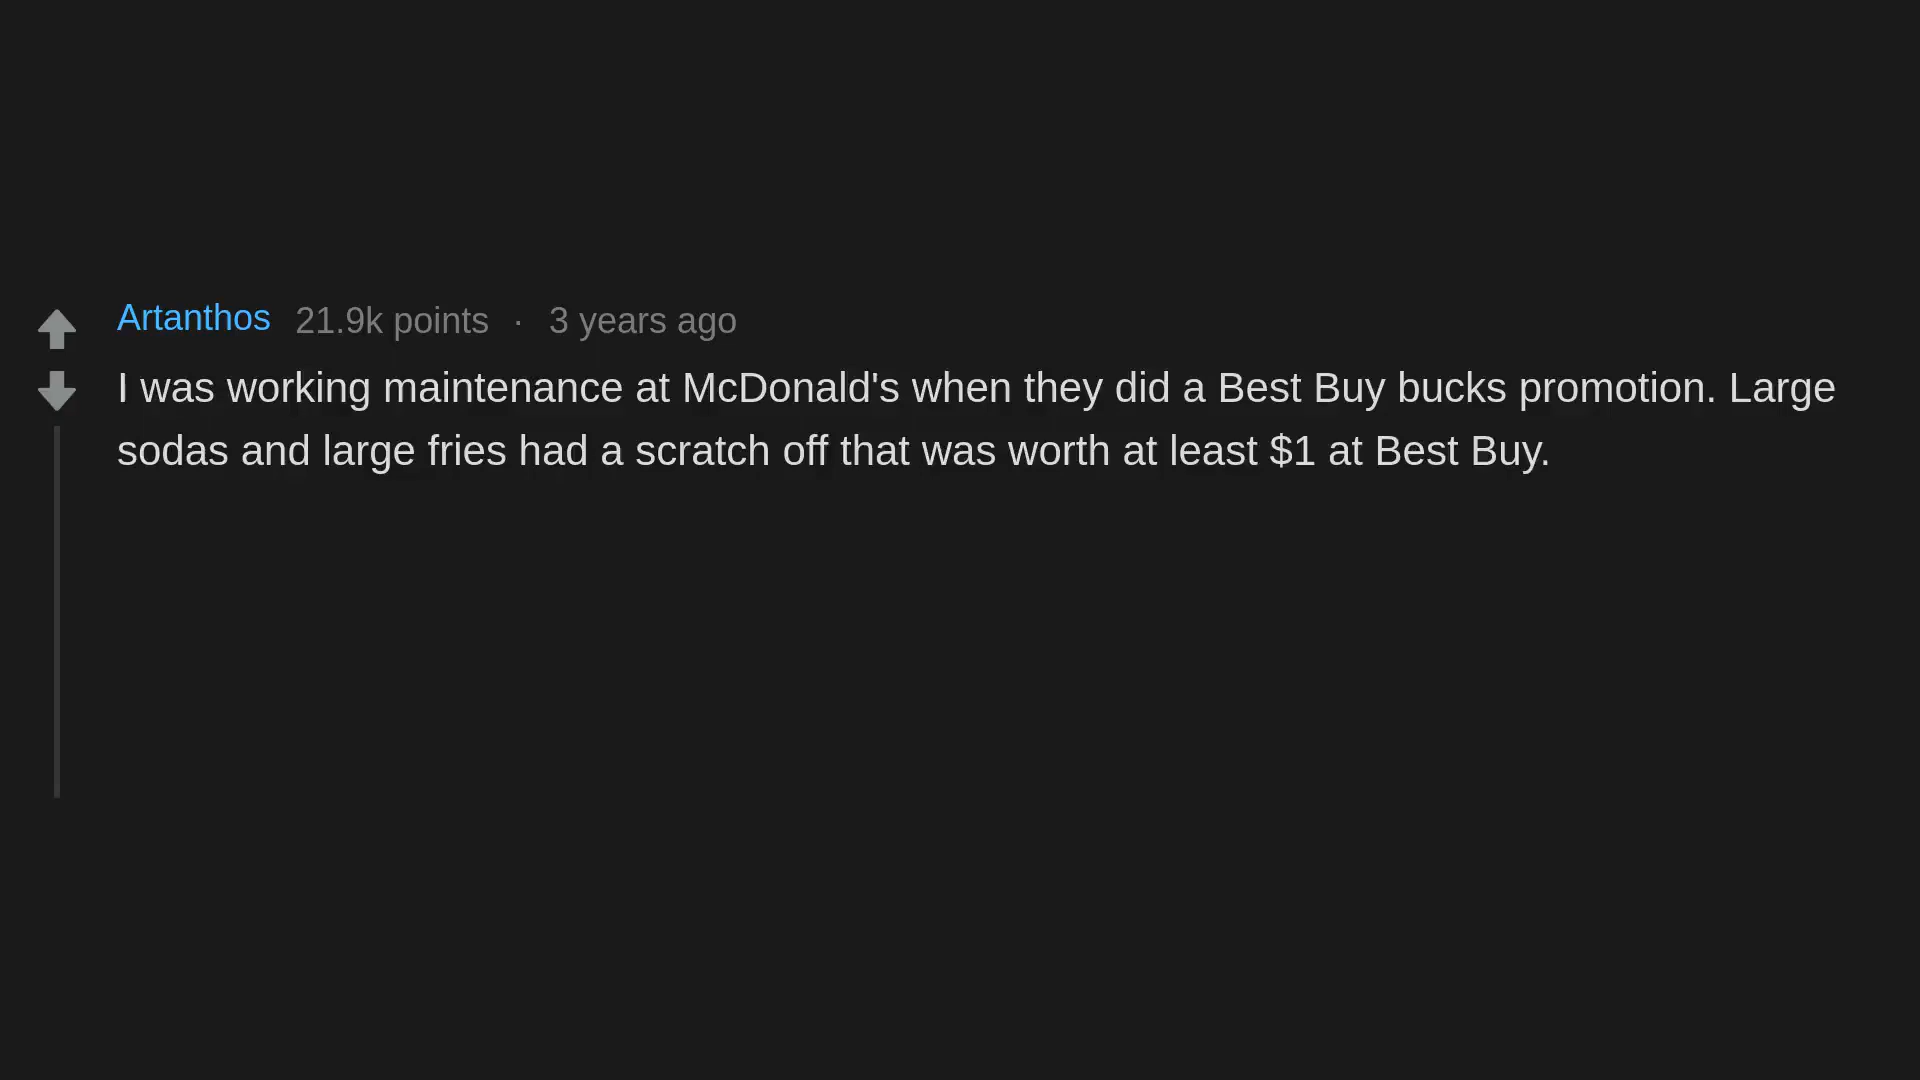 Artanthos 21.9k points · 3 years ago
I was working maintenance at McDonald's when they did a Best Buy bucks promotion. Large
sodas and large fries had a scratch off that was worth at least $1 at Best Buy.